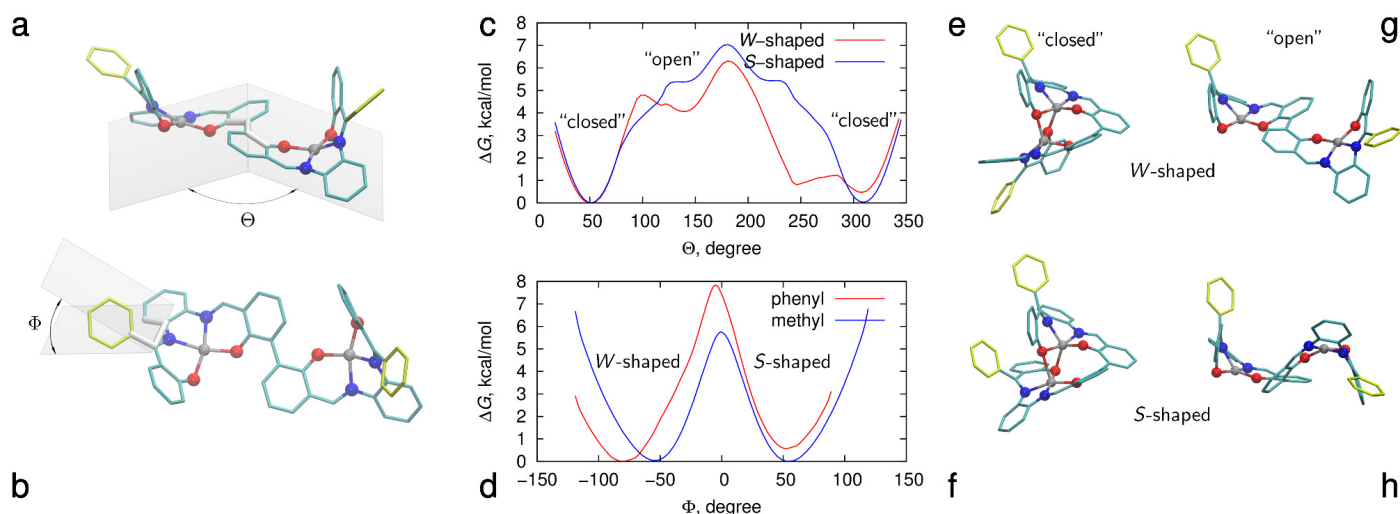 a
Θ
Φ
b
c
ΔG, kcal/mol
8
7
6
5
4
3
2
1
0
W–shaped
S–shaped
“open”
“closed”
“closed”
0 50 100 150 200 250 300 350
Θ, degree
d
ΔG, kcal/mol
8
7
6
5
4
3
2
1
0
phenyl
methyl
W–shaped
S–shaped
−150 −100 −50 0 50 100 150
Φ, degree
e
“closed”
“open”
g
W-shaped
S-shaped
f
h